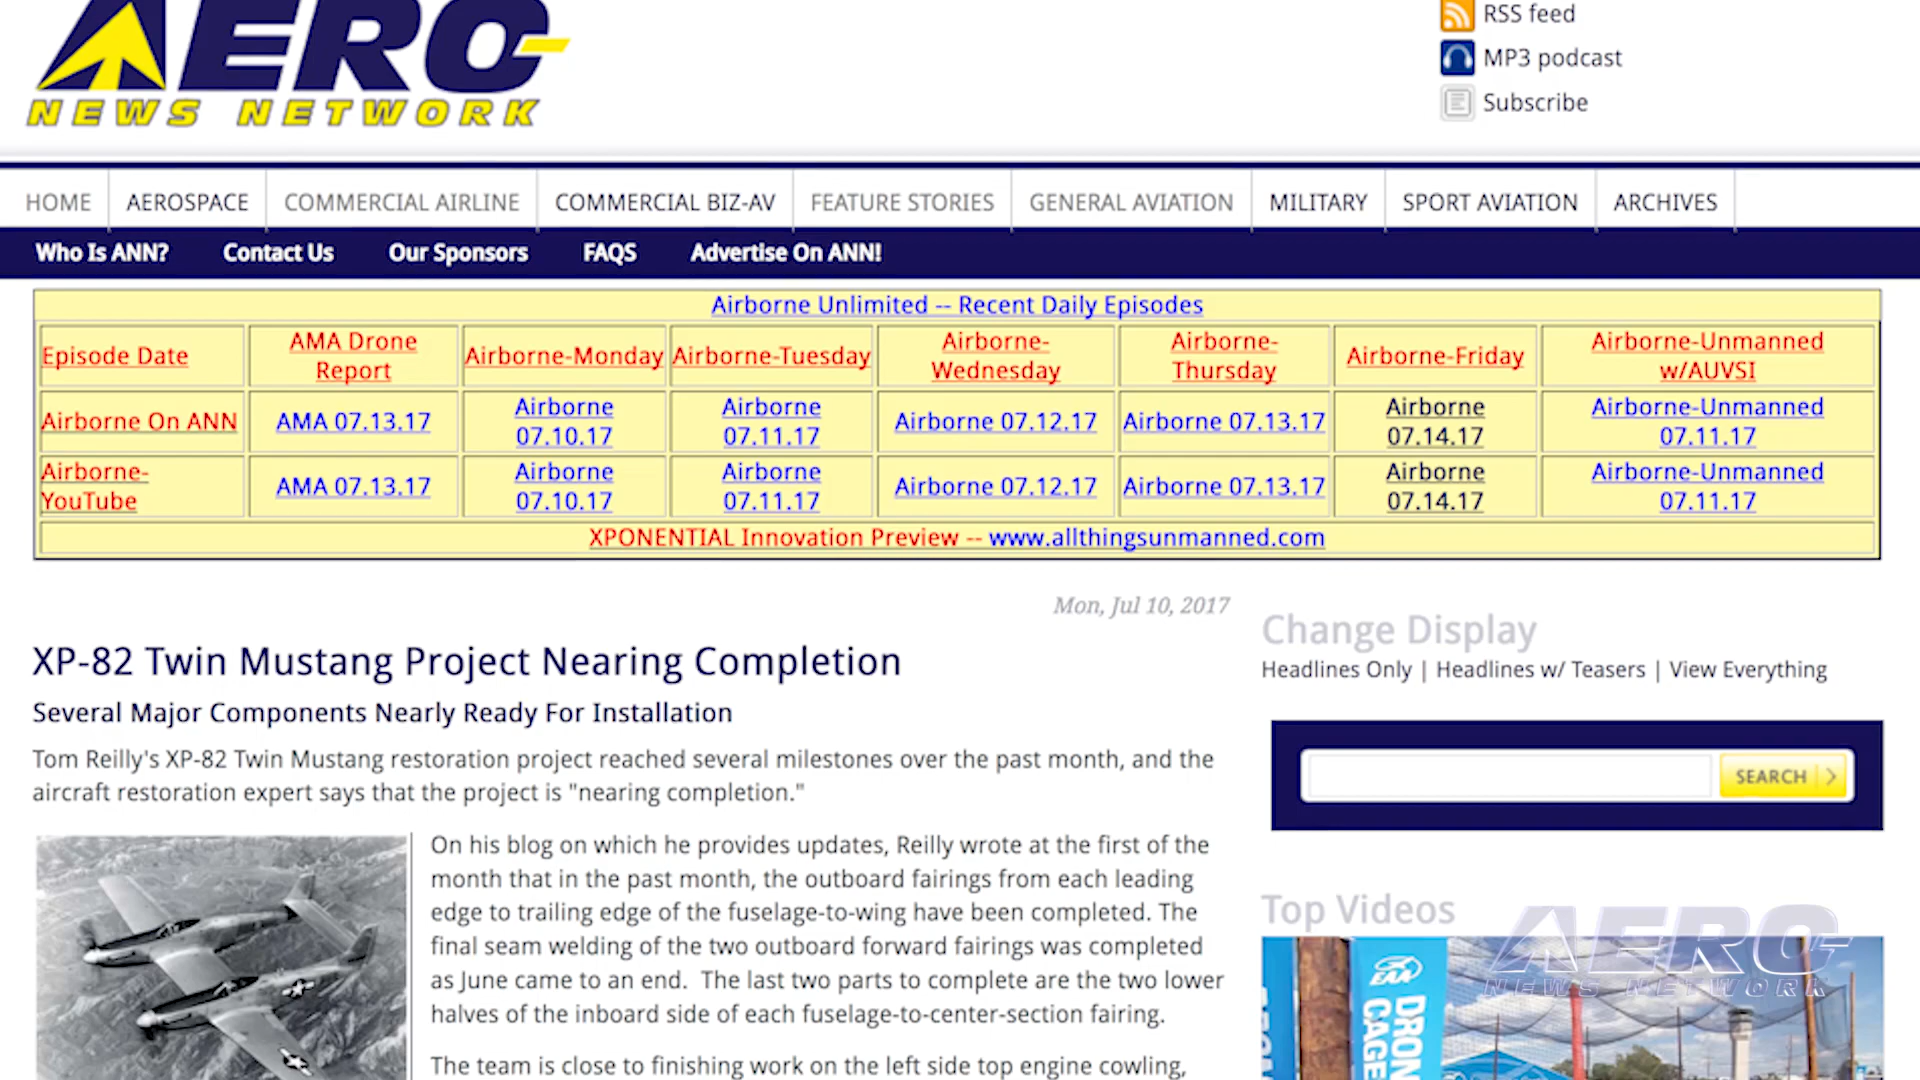 AERO
NEWS NETWORK
RSS feed
MP3 podcast
Subscribe
HOME AEROSPACE COMMERCIAL AIRLINE COMMERCIAL BIZ-AV FEATURE STORIES GENERAL AVIATION MILITARY SPORT AVIATION ARCHIVES
Who Is ANN? Contact Us Our Sponsors FAQS Advertise On ANN!
Airborne Unlimited -- Recent Daily Episodes
Episode Date AMA Drone Report Airborne-Monday Airborne-Tuesday Airborne-Wednesday Airborne-Thursday Airborne-Friday Airborne-Unmanned w/AUVSI
Airborne On ANN AMA 07.13.17 Airborne 07.10.17 Airborne 07.11.17 Airborne 07.12.17 Airborne 07.13.17 Airborne 07.14.17 Airborne-Unmanned 07.11.17
Airborne-YouTube AMA 07.13.17 Airborne 07.10.17 Airborne 07.11.17 Airborne 07.12.17 Airborne 07.13.17 Airborne 07.14.17 Airborne-Unmanned 07.11.17
XPONENTIAL Innovation Preview -- www.allthingsunmanned.com
Mon, Jul 10, 2017
XP-82 Twin Mustang Project Nearing Completion
Several Major Components Nearly Ready For Installation
Tom Reilly's XP-82 Twin Mustang restoration project reached several milestones over the past month, and the
aircraft restoration expert says that the project is "nearing completion."
On his blog on which he provides updates, Reilly wrote at the first of the
month that in the past month, the outboard fairings from each leading
edge to trailing edge of the fuselage-to-wing have been completed. The
final seam welding of the two outboard forward fairings was completed
as June came to an end. The last two parts to complete are the two lower
halves of the inboard side of each fuselage-to-center-section fairing.
The team is close to finishing work on the left side top engine cowling,
Change Display
Headlines Only | Headlines w/ Teasers | View Everything
SEARCH
Top Videos
EAA
DRONE
CAGE
AERO
NEWS NETWORK